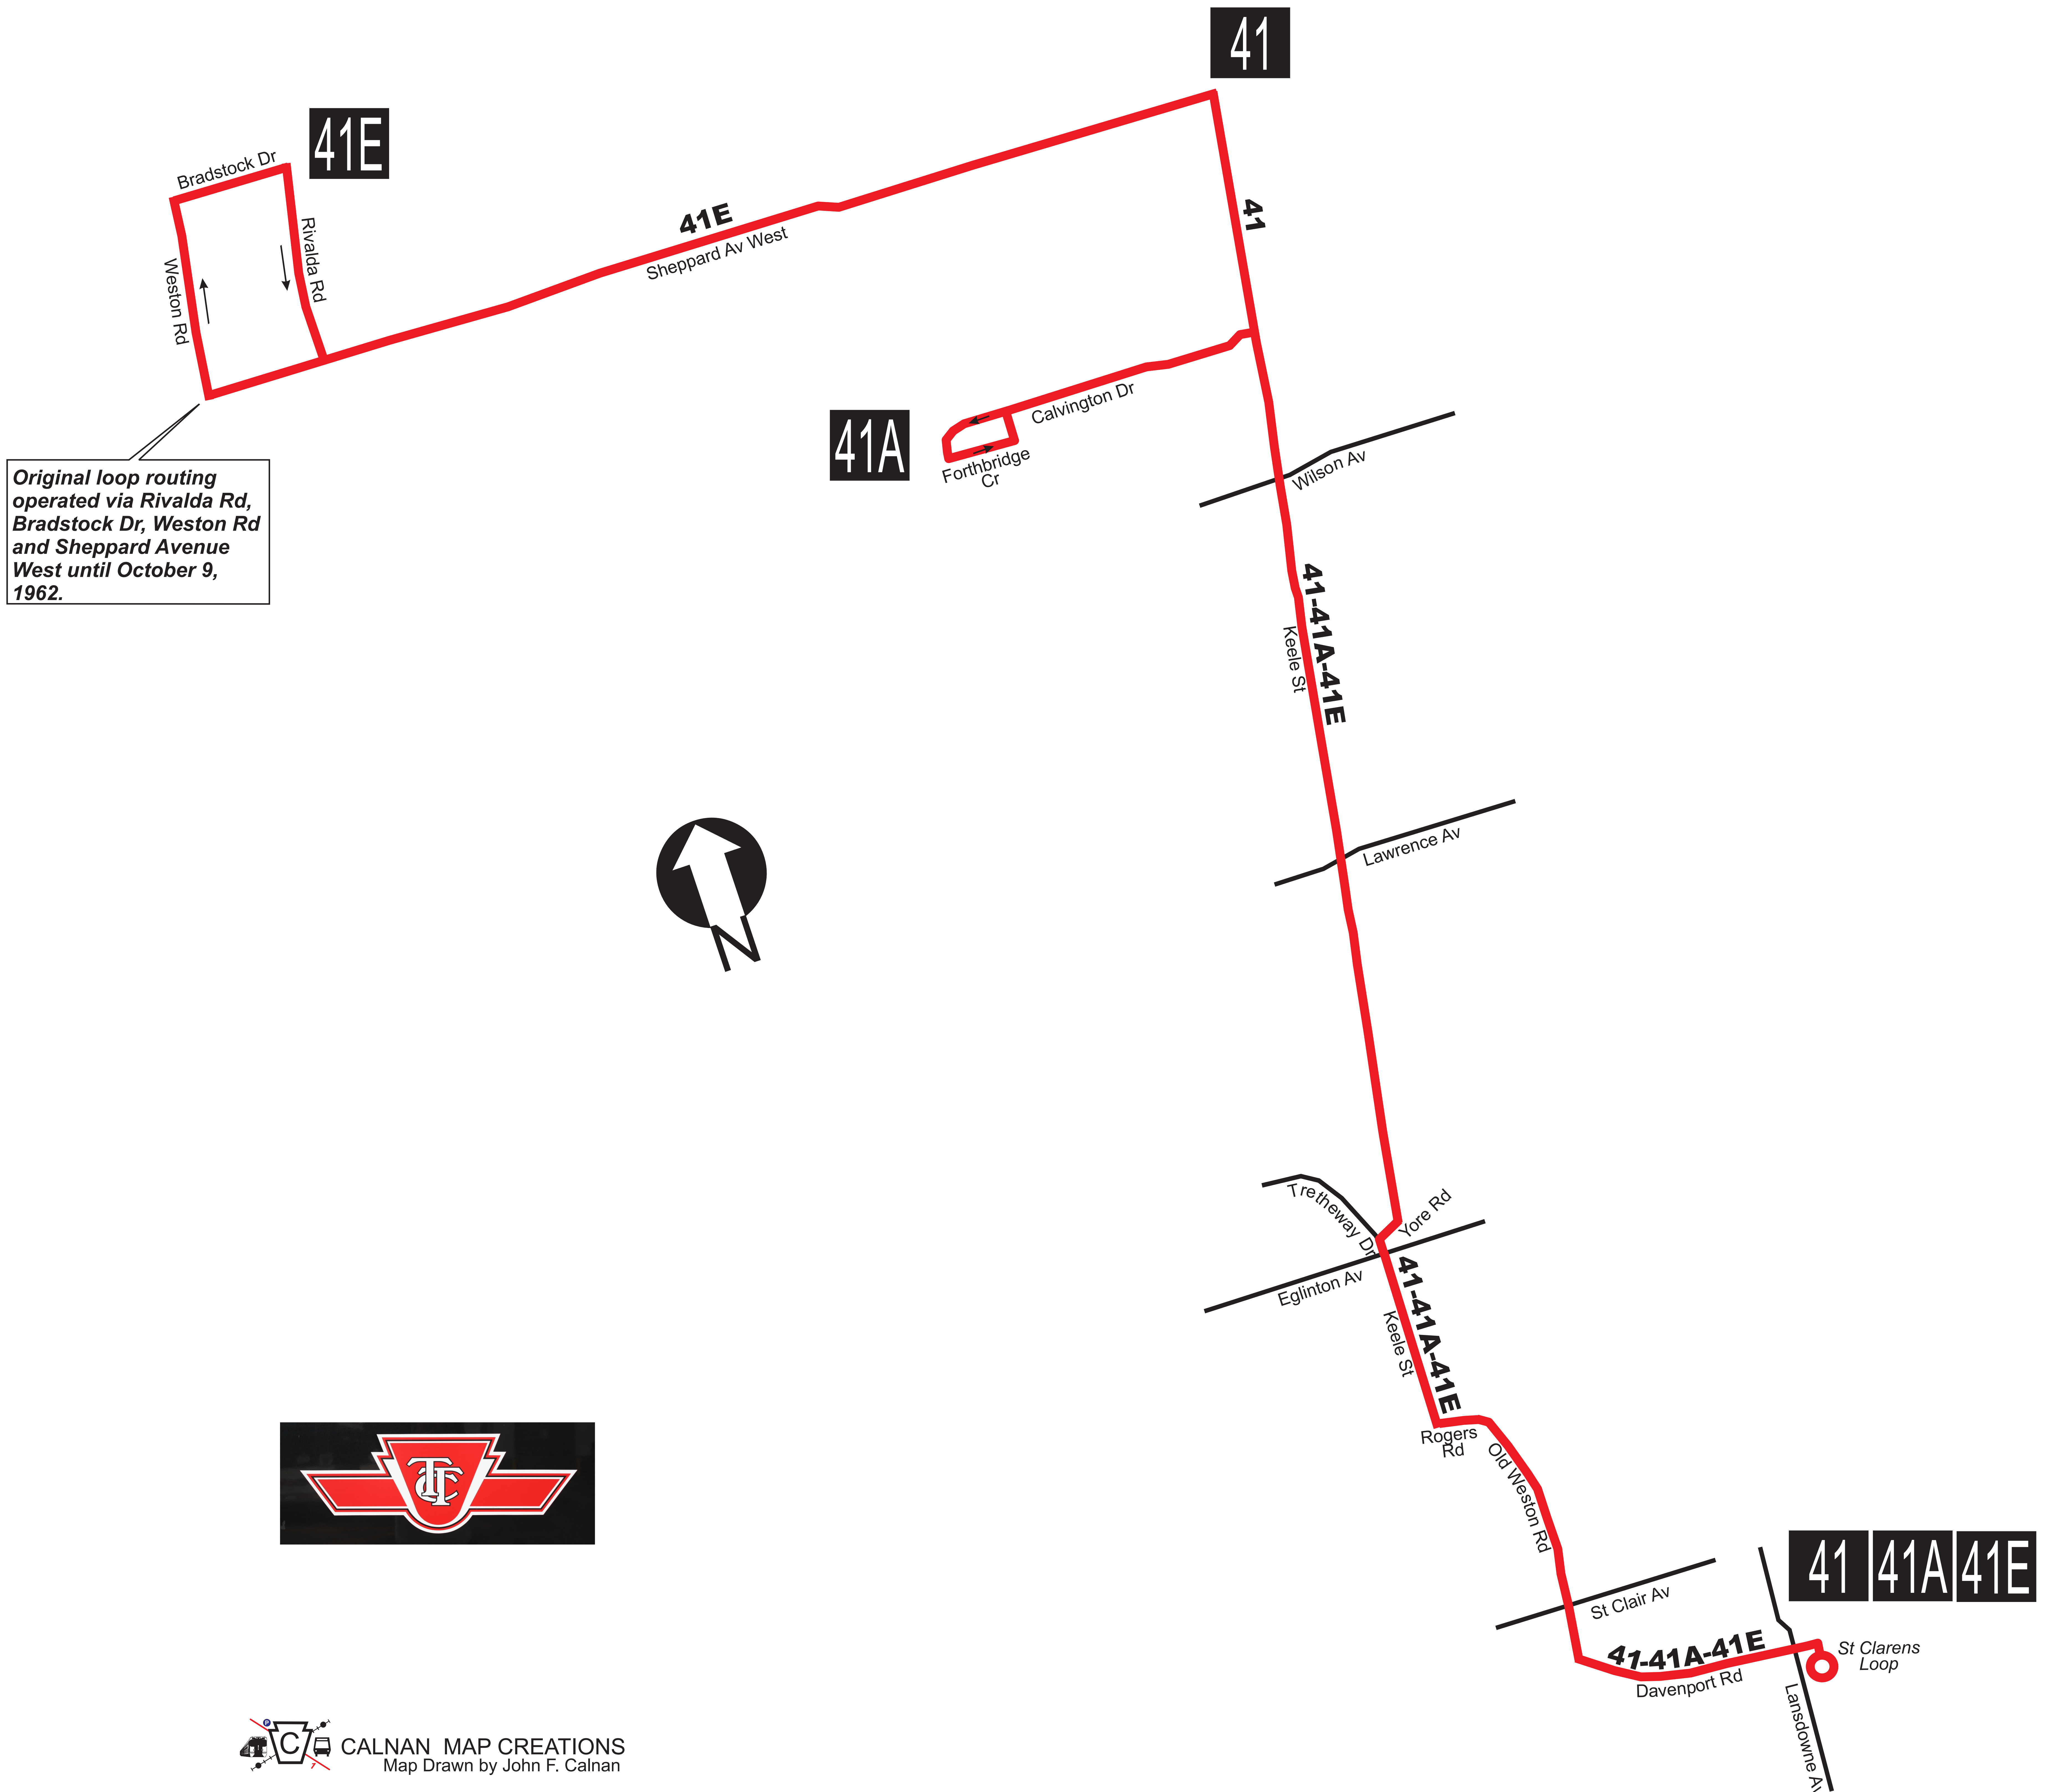 41
41E
Bradstock Dr
Rivalda Rd
Weston Rd
41E
Sheppard Av West
41
41A
Calvington Dr
Forthbridge
Cr
Wilson Av
Original loop routing
operated via Rivalda Rd,
Bradstock Dr, Weston Rd
and Sheppard Avenue
West until October 9,
1962.
41-41A-41E
Keele St
Lawrence Av
N
Tretheway Dr
Yore Rd
Eglinton Av
41-41A-41E
Keele St
Rogers
Rd
Old Weston Rd
TTC
41 41A 41E
St Clair Av
41-41A-41E
Davenport Rd
St Clarens
Loop
Lansdowne Av
P
C
1
CALNAN MAP CREATIONS
Map Drawn by John F. Calnan